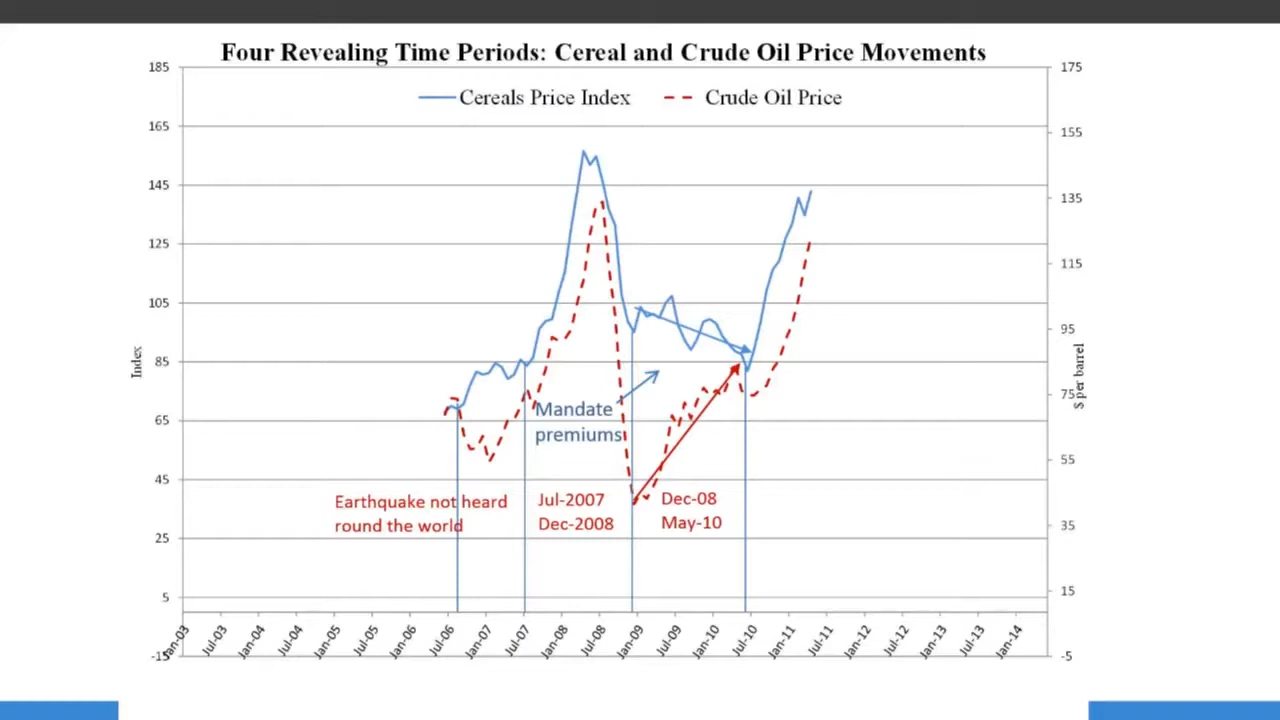 Four Revealing Time Periods: Cereal and Crude Oil Price Movements
Cereals Price Index
Crude Oil Price
185
165
145
125
105
85
65
45
25
5
-15
Index
175
155
135
115
95
75
55
35
15
-5
$ per barrel
Mandate
premiums
Earthquake not heard
round the world
Jul-2007
Dec-2008
Dec-08
May-10
Jan-03
Jul-03
Jan-04
Jul-04
Jan-05
Jul-05
Jan-06
Jul-06
Jan-07
Jul-07
Jan-08
Jul-08
Jan-09
Jul-09
Jan-10
Jul-10
Jan-11
Jul-11
Jan-12
Jul-12
Jan-13
Jul-13
Jan-14